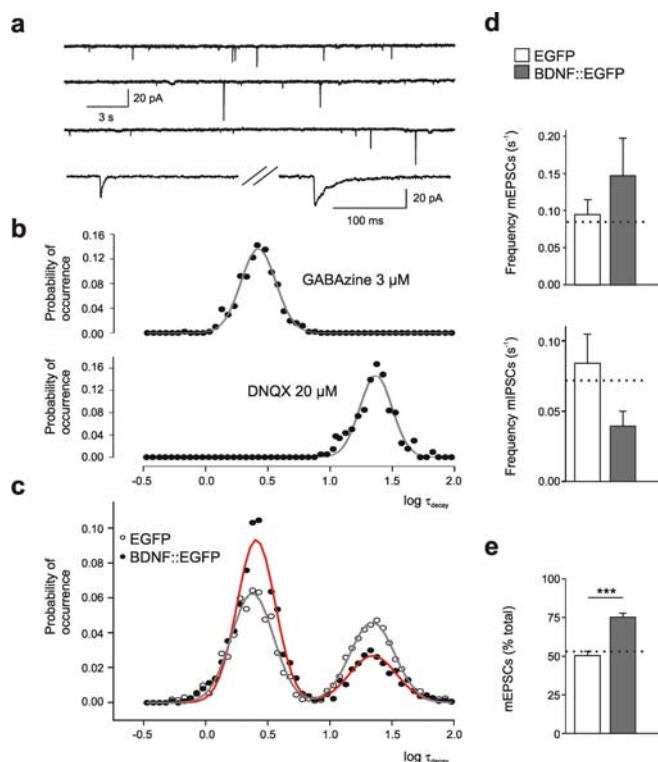 a
20 pA
3 s
20 pA
100 ms
b
Probability of
occurrence
0.16
0.12
0.08
0.04
0.00
GABAzine 3 µM
Probability of
occurrence
0.16
0.12
0.08
0.04
0.00
DNQX 20 µM
-0.5 0.0 0.5 1.0 1.5 2.0
log τdecay
c
EGFP
BDNF::EGFP
Probability of
occurrence
0.10
0.08
0.06
0.04
0.02
0.00
-0.5 0.0 0.5 1.0 1.5 2.0
log τdecay
d
EGFP
BDNF::EGFP
Frequency mEPSCs (s-1)
0.20
0.15
0.10
0.05
0.00
Frequency mIPSCs (s-1)
0.10
0.05
0.00
e
mEPSCs (% total)
75
50
25
0
***